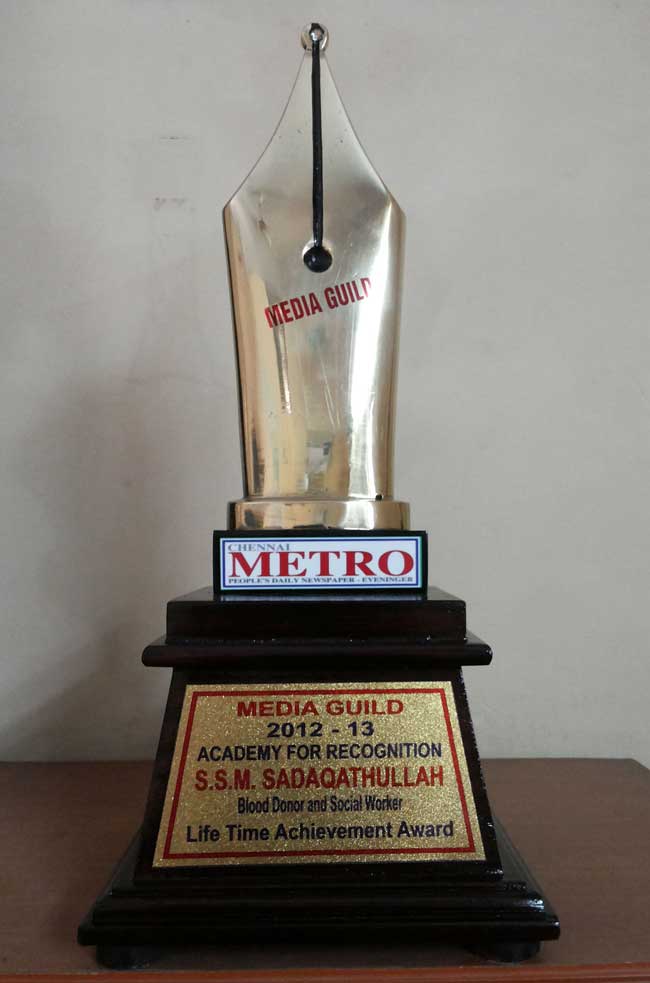 MEDIA GUILD
CHENNAI
METRO
PEOPLE'S DAILY NEWSPAPER - EVENINGER
MEDIA GUILD
2012 - 13
ACADEMY FOR RECOGNITION
S.S.M. SADAQATHULLAH
Blood Donor and Social Worker
Life Time Achievement Award